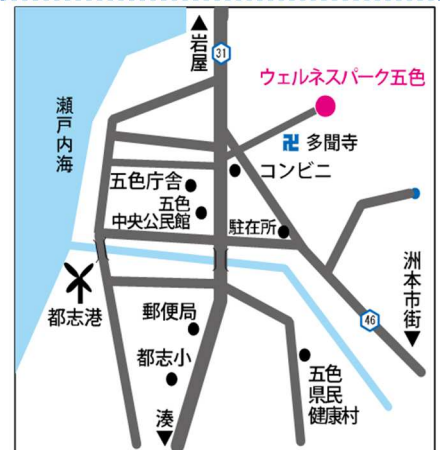 岩屋
31
ウェルネスパーク五色
瀬戸内海
卍 多聞寺
コンビニ
五色庁舎
五色
中央公民館
駐在所
洲本市街
都志港
郵便局
46
都志小
五色
県民
健康村
湊